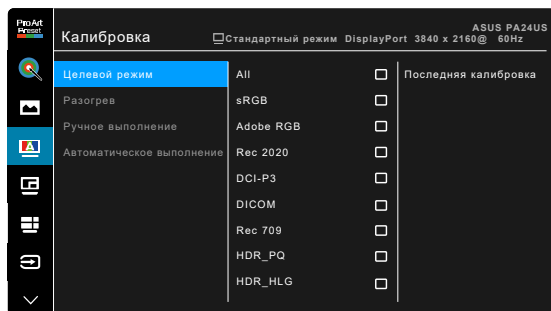 ProArt
Preset
Калибровка
Стандартный режим DisplayPort 3840 x 2160@ 60Hz
ASUS PA24US
Целевой режим
Разогрев
Ручное выполнение
Автоматическое выполнение
All
sRGB
Adobe RGB
Rec 2020
DCI-P3
DICOM
Rec 709
HDR_PQ
HDR_HLG
Последняя калибровка
A